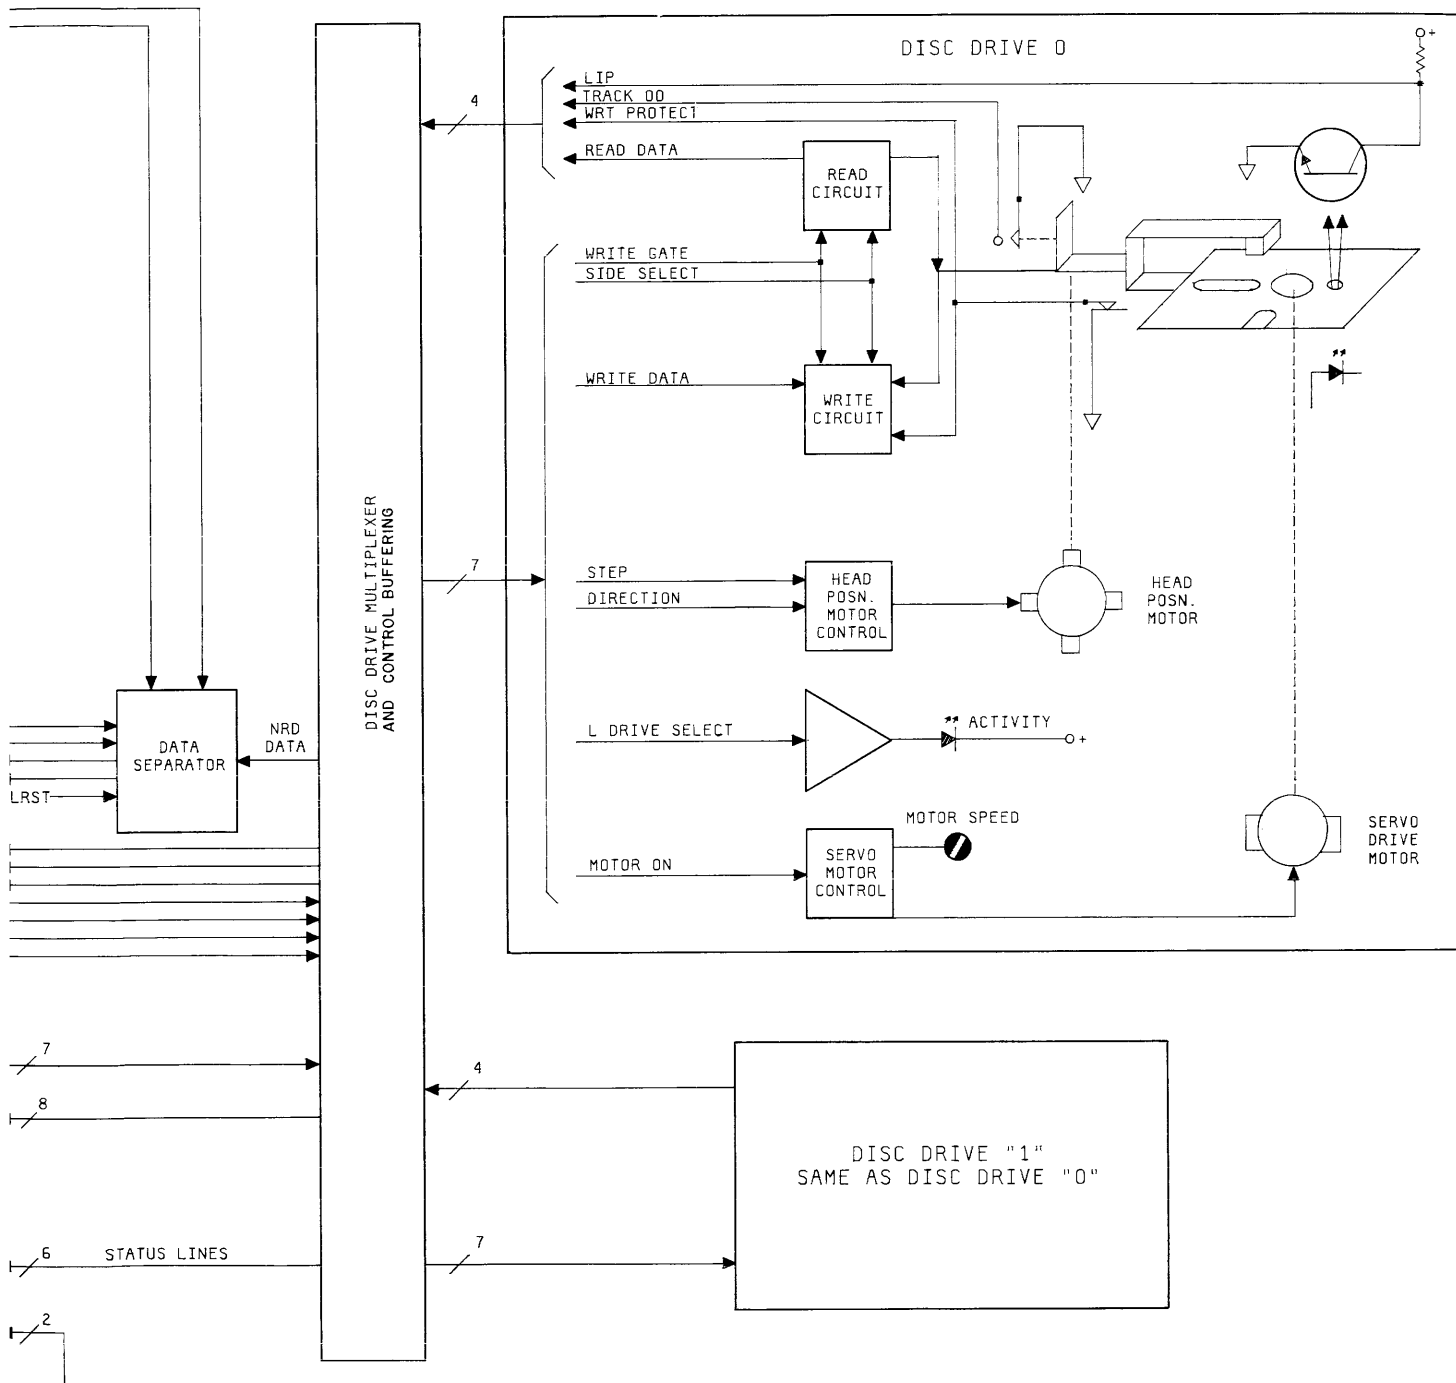 DISC DRIVE 0
+
LIP
TRACK 00
WRT PROTECT
READ DATA
4
READ
CIRCUIT
WRITE GATE
SIDE SELECT
WRITE DATA
WRITE
CIRCUIT
DISC DRIVE MULTIPLEXER
AND CONTROL BUFFERING
7
STEP
DIRECTION
HEAD
POSN.
MOTOR
CONTROL
HEAD
POSN.
MOTOR
L DRIVE SELECT
ACTIVITY
+
NRD
DATA
DATA
SEPARATOR
LRST
MOTOR SPEED
MOTOR ON
SERVO
MOTOR
CONTROL
SERVO
DRIVE
MOTOR
7
4
8
DISC DRIVE "1"
SAME AS DISC DRIVE "0"
6
STATUS LINES
7
2